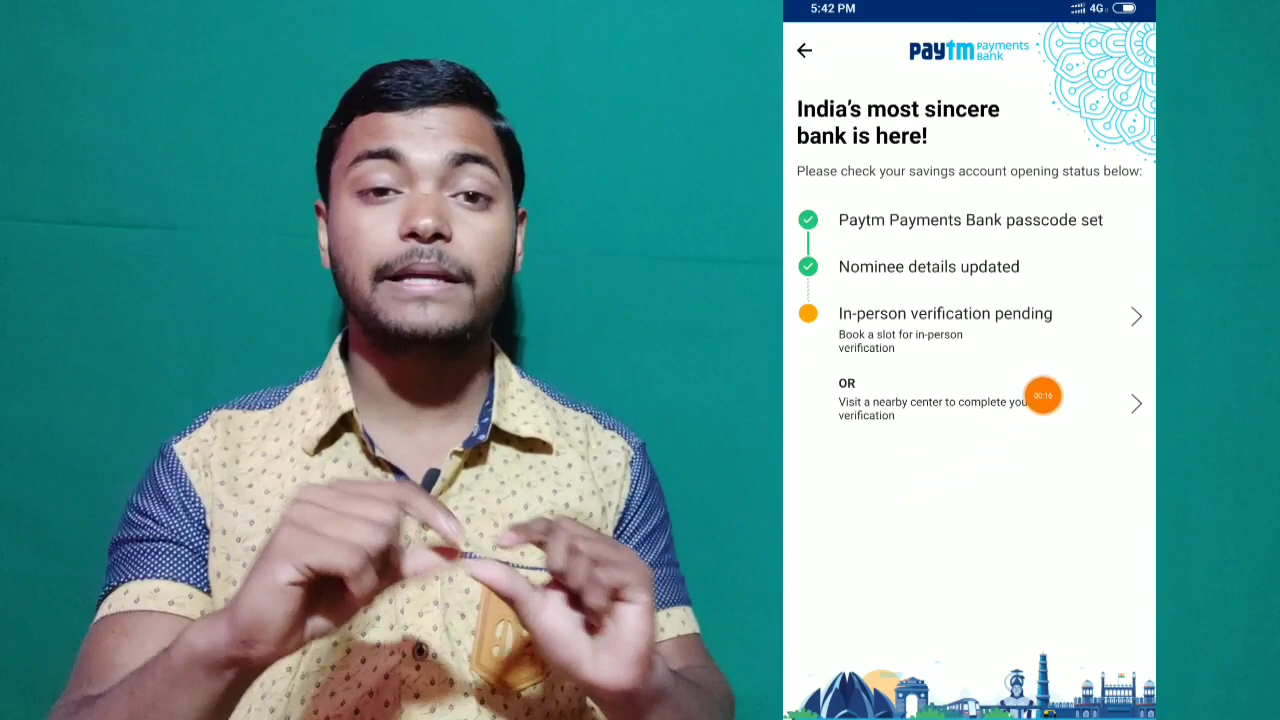 5:42 PM
4G
paytm Payments Bank
India's most sincere
bank is here!
Please check your savings account opening status below:
Paytm Payments Bank passcode set
Nominee details updated
In-person verification pending
Book a slot for in-person
verification
OR
Visit a nearby center to complete you
00:16
verification